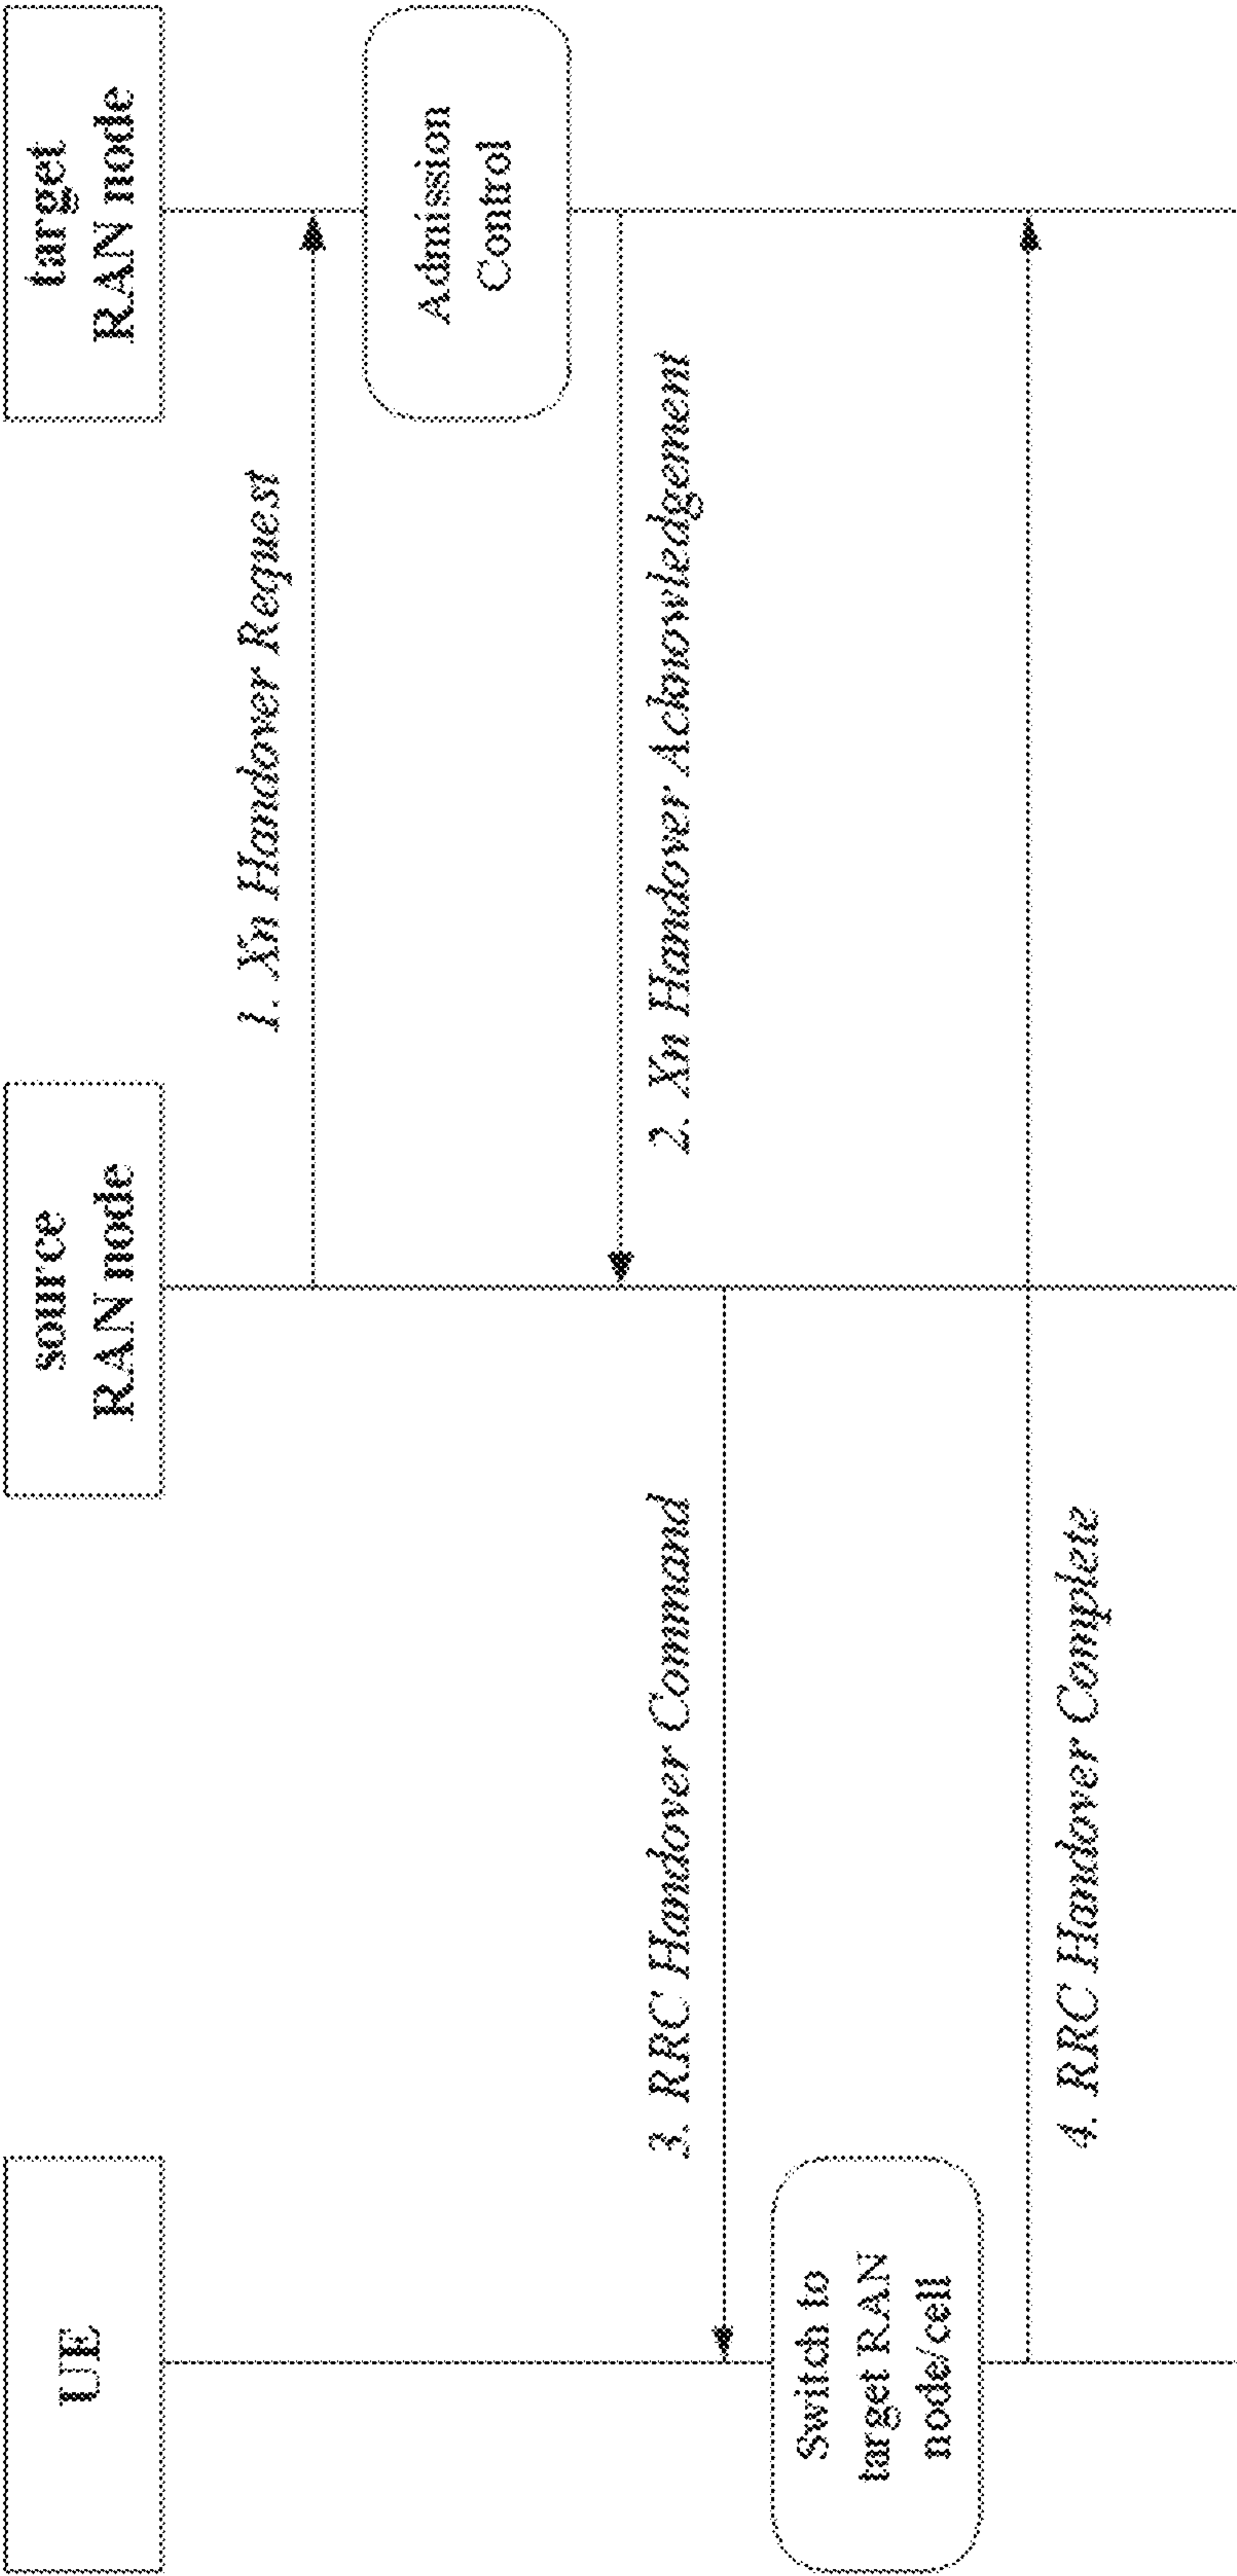 UE
source
RAN node
target
RAN node
1. Xn Handover Request
Admission
Control
2. Xn Handover Acknowledgement
3. RRC Handover Command
Switch to
target RAN
node/cell
4. RRC Handover Complete